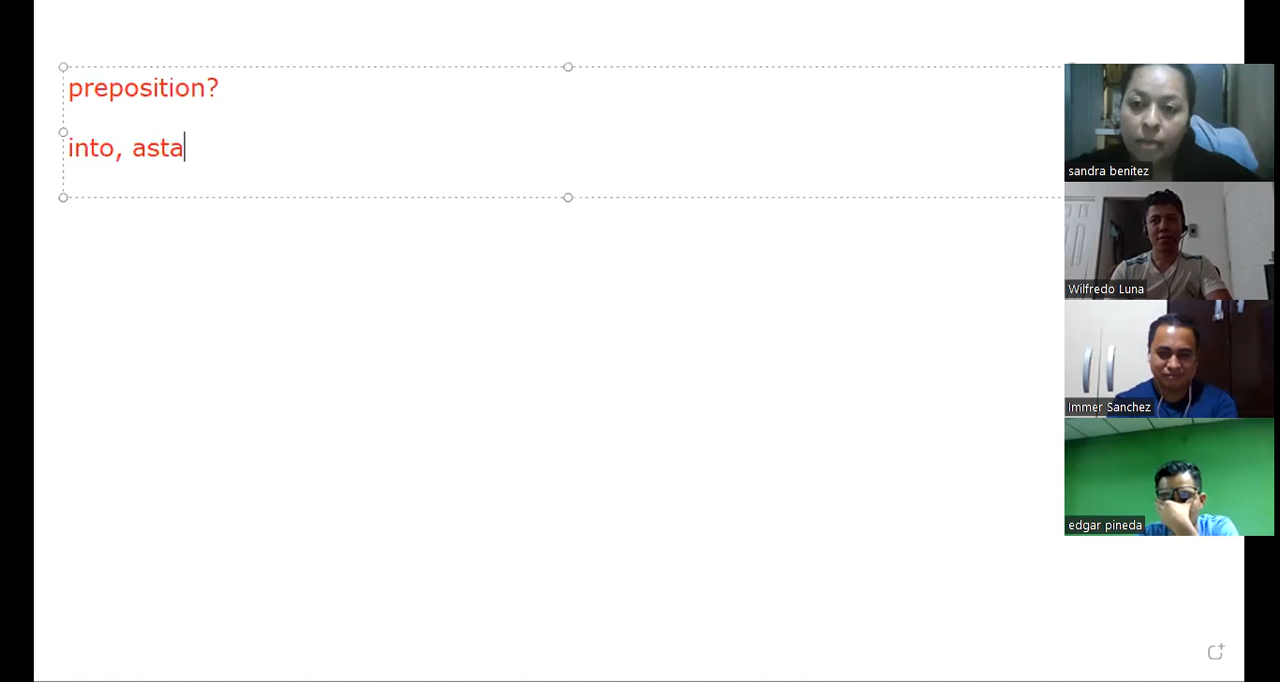 preposition?
into, asta
sandra benitez
Wilfredo Luna
Immer Sanchez
edgar pineda